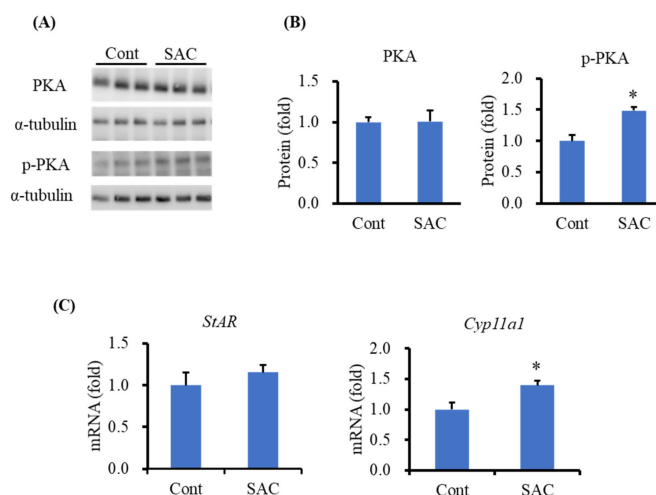 (A)
Cont SAC
PKA
α-tubulin
p-PKA
α-tubulin
(B)
PKA
Protein (fold)
1.5
1.0
0.5
0.0
Cont SAC
p-PKA
Protein (fold)
2.0
1.5
1.0
0.5
0.0
*
Cont SAC
(C)
StAR
mRNA (fold)
1.5
1.0
0.5
0.0
Cont SAC
Cyp11a1
mRNA (fold)
2.0
1.5
1.0
0.5
0.0
*
Cont SAC